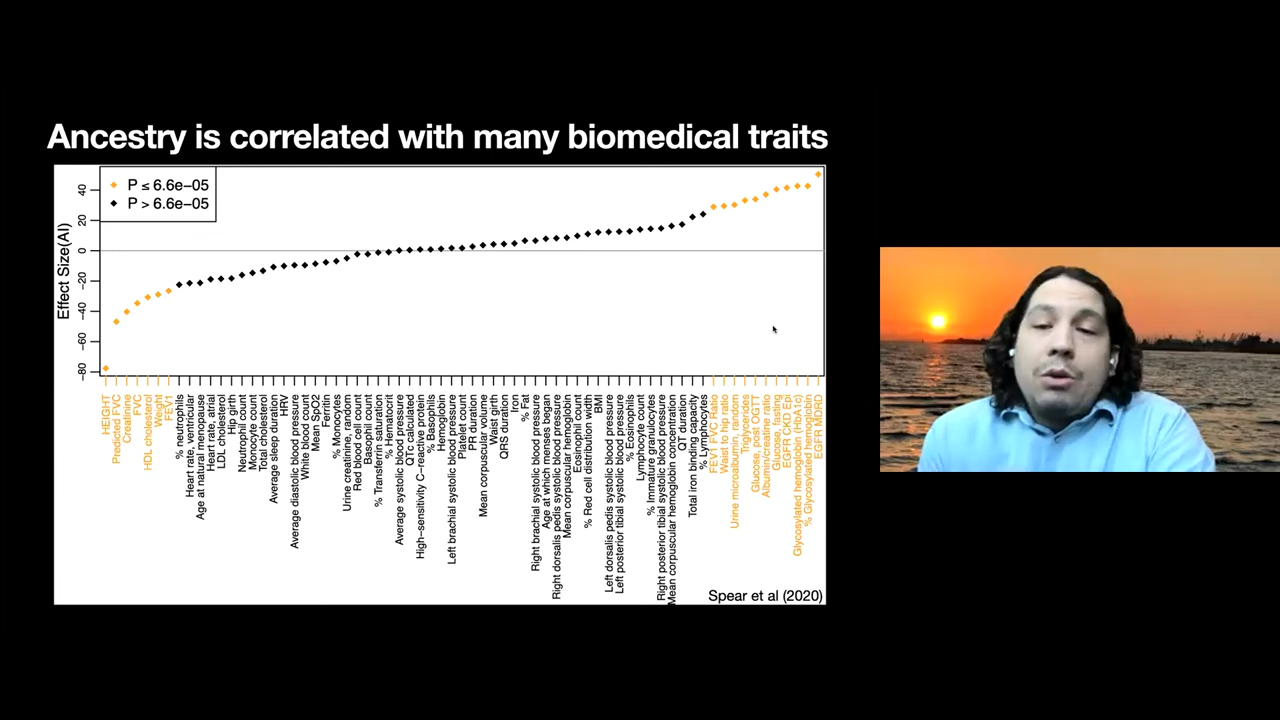 Ancestry is correlated with many biomedical traits
P ≤ 6.6e−05
P > 6.6e−05
Effect Size(AI)
40
20
0
−20
−40
−60
−80
HEIGHT
Predicted FVC
Creatinine
FVC
HDL cholesterol
Weight
FEV1
% neutrophils
Heart rate, ventricular
Age at natural menopause
Heart rate, atrial
LDL cholesterol
Hip girth
Neutrophil count
Monocyte count
Total cholesterol
Average sleep duration
HRV
Average diastolic blood pressure
White blood count
Mean SpO2
Ferritin
% Monocytes
Urine creatinine, random
Red blood cell count
Basophil count
% Transferrin saturation
% Hematocrit
Average systolic blood pressure
QTc calculated
High−sensitivity C−reactive protein
% Basophils
Hemoglobin
Left brachial systolic blood pressure
Platelet count
PR duration
Mean corpuscular volume
Waist girth
QRS duration
Iron
% Fat
Right brachial systolic blood pressure
Age at which menses began
Right dorsalis pedis systolic blood pressure
Mean corpuscular hemoglobin
Eosinophil count
% Red cell distribution width
BMI
Left dorsalis pedis systolic blood pressure
Left posterior tibial systolic blood pressure
% Eosinophils
Lymphocyte count
% Immature granulocytes
Right posterior tibial systolic blood pressure
Mean corpuscular hemoglobin concentration
QT duration
Total iron binding capacity
% Lymphocytes
FEV1 FVC Ratio
Waist to hip ratio
Urine microalbumin, random
Triglycerides
Glucose, post OGTT
Albumin/creatine ratio
Glucose, fasting
EGFR CKD Epi
Glycosylated hemoglobin (HbA1c)
% Glycosylated hemoglobin
EGFR MDRD
Spear et al (2020)